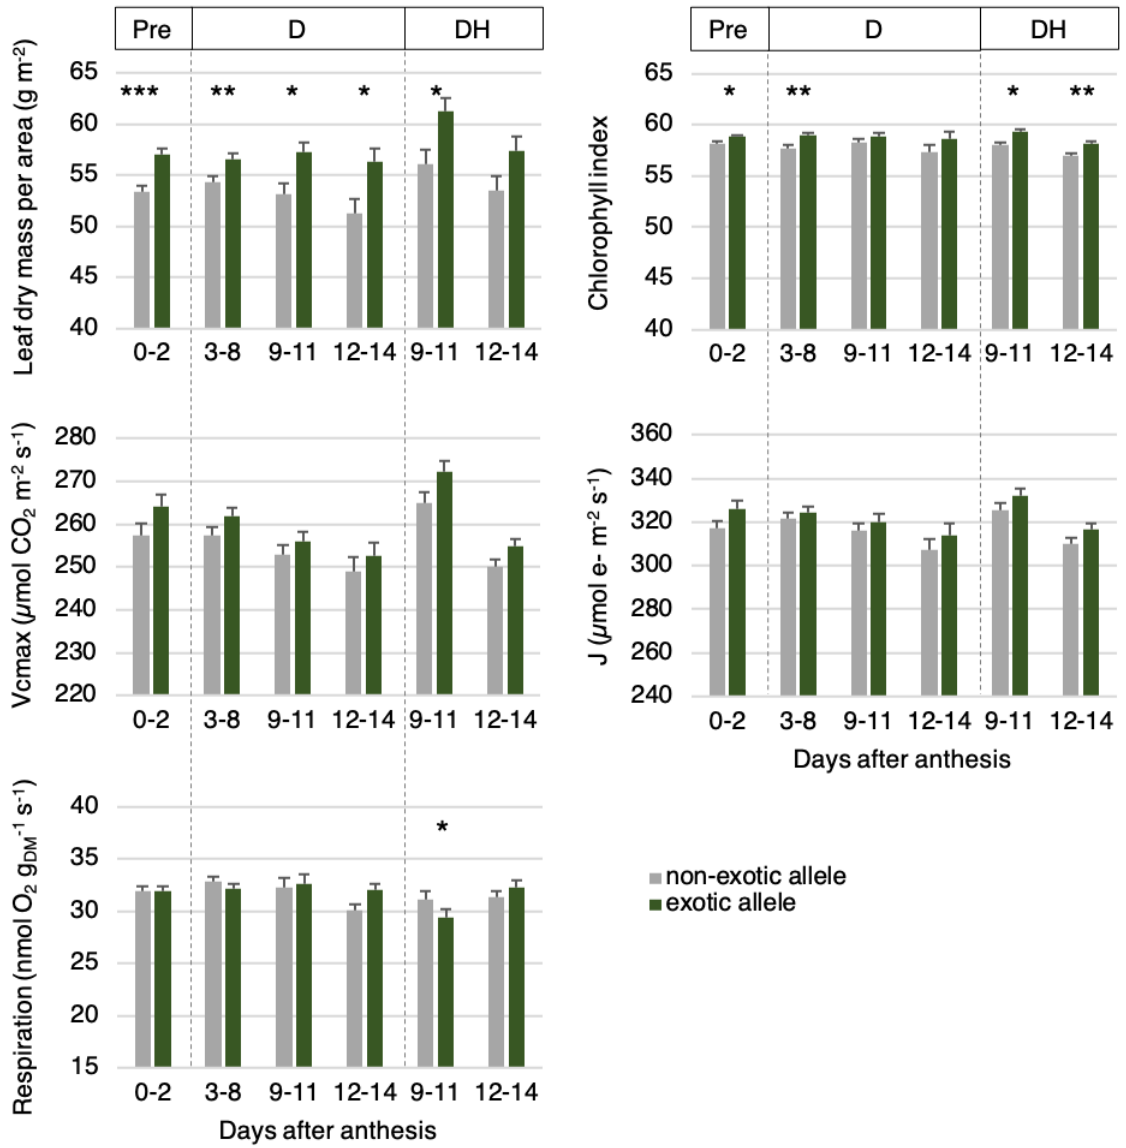 Pre D DH
Leaf dry mass per area (g m-2)
65
60
55
50
45
40
*** ** * * *
0-2 3-8 9-11 12-14 9-11 12-14
Pre D DH
Chlorophyll index
65
60
55
50
45
40
* ** * **
0-2 3-8 9-11 12-14 9-11 12-14
Vcmax (µmol CO2 m-2 s-1)
280
270
260
250
240
230
220
0-2 3-8 9-11 12-14 9-11 12-14
J (µmol e- m-2 s-1)
360
340
320
300
280
260
240
0-2 3-8 9-11 12-14 9-11 12-14
Days after anthesis
Respiration (nmol O2 gDM-1 s-1)
40
35
30
25
20
15
*
0-2 3-8 9-11 12-14 9-11 12-14
Days after anthesis
non-exotic allele
exotic allele